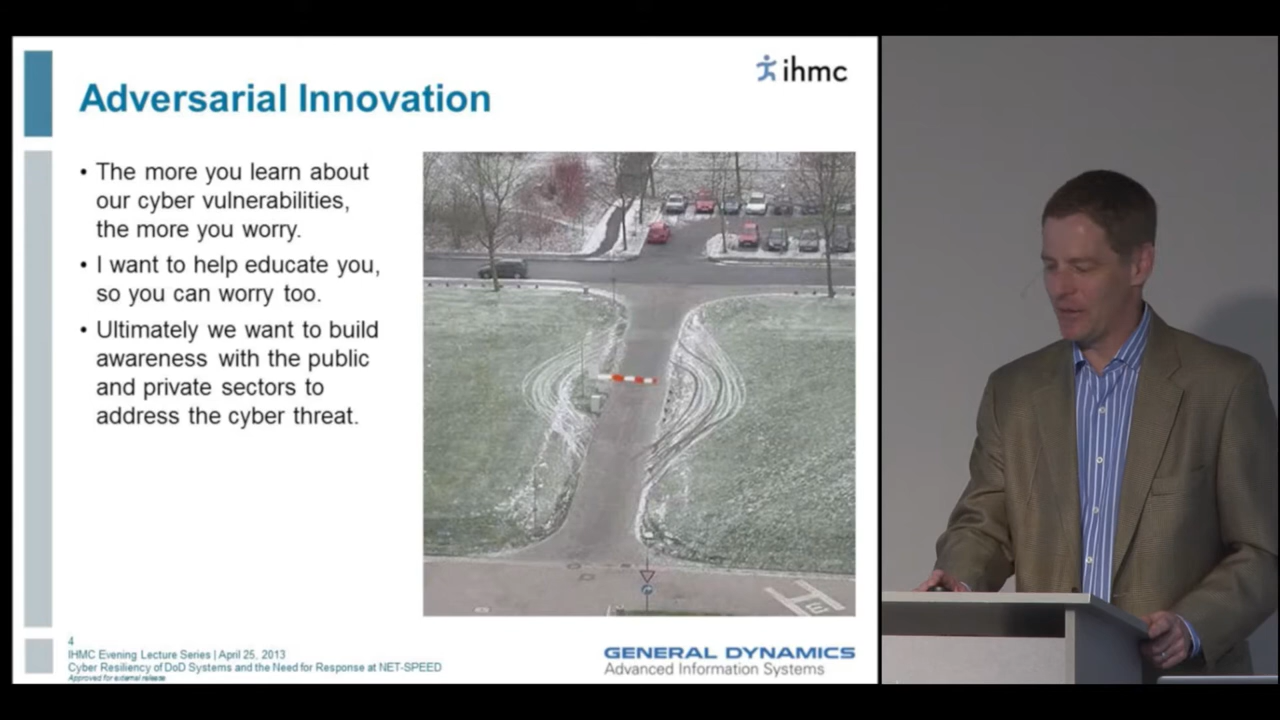 ihmc
Adversarial Innovation
• The more you learn about
our cyber vulnerabilities,
the more you worry.
• I want to help educate you,
so you can worry too.
• Ultimately we want to build
awareness with the public
and private sectors to
address the cyber threat.
4
IHMC Evening Lecture Series | April 25, 2013
Cyber Resiliency of DoD Systems and the Need for Response at NET-SPEED
Approved for external release
GENERAL DYNAMICS
Advanced Information Systems